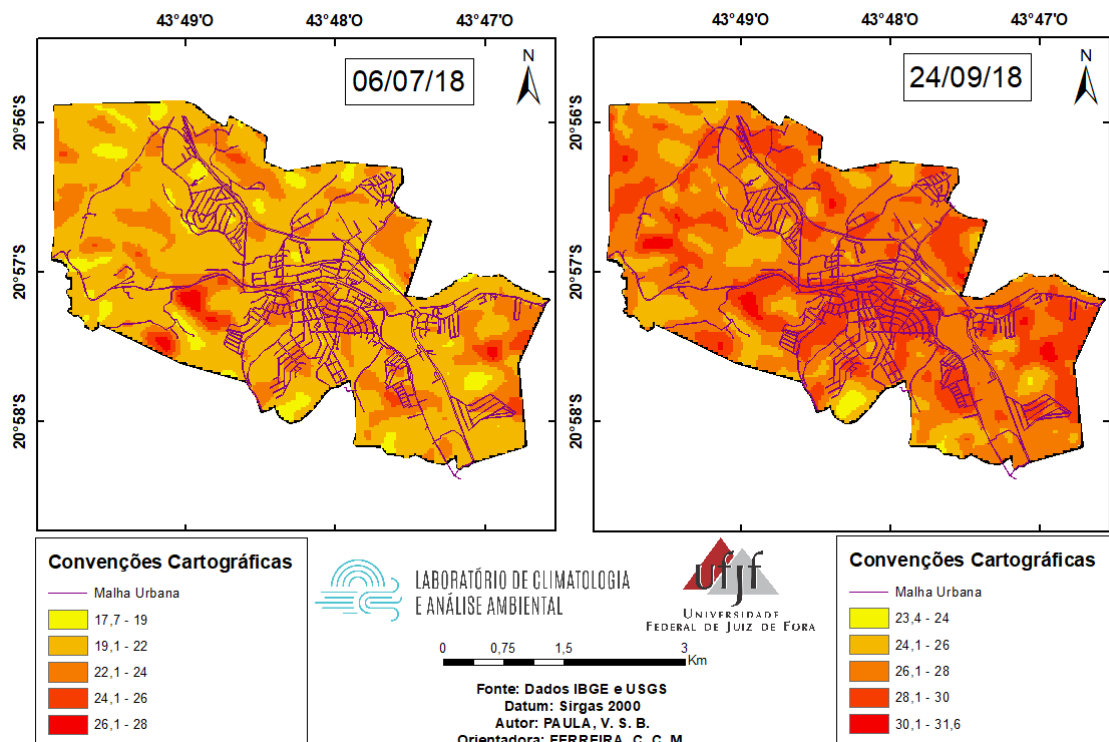 43°49'O 43°48'O 43°47'O
43°49'O 43°48'O 43°47'O
06/07/18
N
24/09/18
N
20°56'S
20°57'S
20°58'S
20°56'S
20°57'S
20°58'S
Convenções Cartográficas
Malha Urbana
17,7 - 19
19,1 - 22
22,1 - 24
24,1 - 26
26,1 - 28
LABORATÓRIO DE CLIMATOLOGIA
E ANÁLISE AMBIENTAL
ufjf
UNIVERSIDADE
FEDERAL DE JUIZ DE FORA
0 0,75 1,5 3
Km
Fonte: Dados IBGE e USGS
Datum: Sirgas 2000
Autor: PAULA, V. S. B.
Orientadora: FERREIRA, C. C. M.
Convenções Cartográficas
Malha Urbana
23,4 - 24
24,1 - 26
26,1 - 28
28,1 - 30
30,1 - 31,6